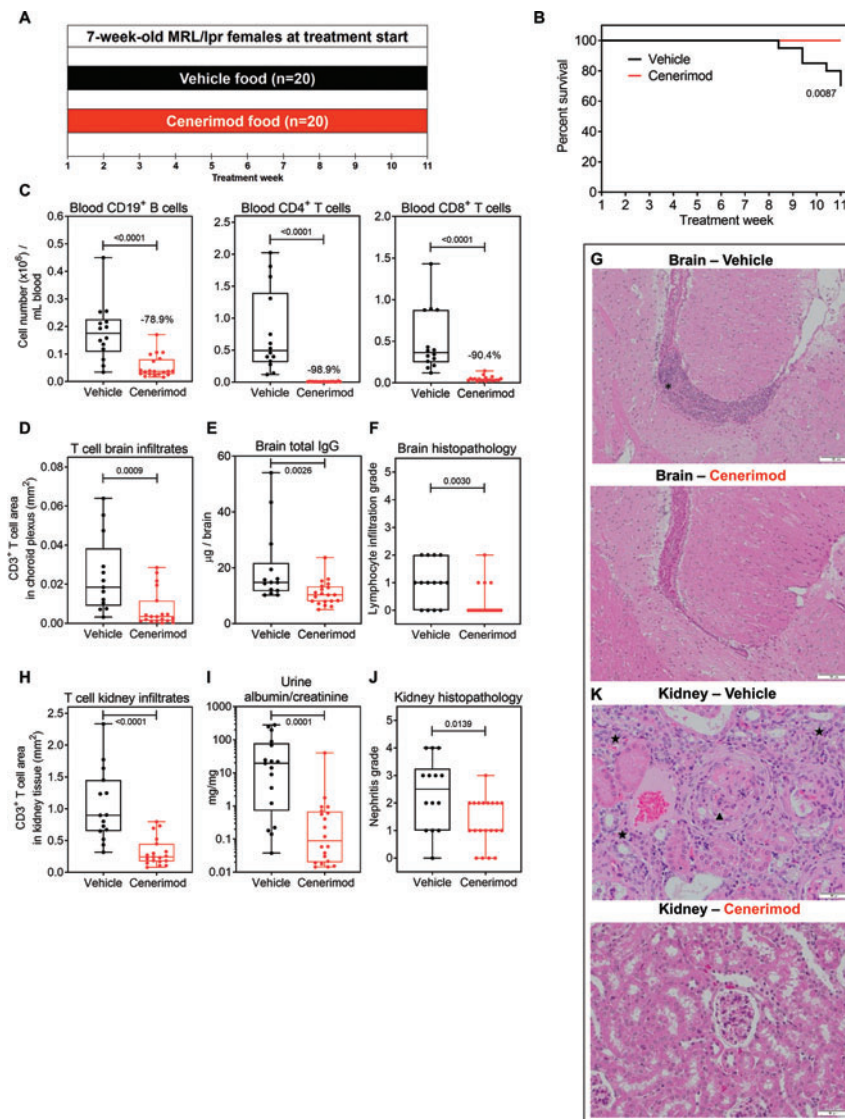 A
7-week-old MRL/lpr females at treatment start
Vehicle food (n=20)
Cenerimod food (n=20)
1 2 3 4 5 6 7 8 9 10 11
Treatment week
B
Percent survival
100
80
60
40
20
0
Vehicle
Cenerimod
0.0087
1 2 3 4 5 6 7 8 9 10 11
Treatment week
C
Blood CD19+ B cells
Cell number (x10⁶) /
mL blood
0.6
0.5
0.4
0.3
0.2
0.1
0.0
<0.0001
-78.9%
Vehicle Cenerimod
Blood CD4+ T cells
2.5
2.0
1.5
1.0
0.5
0.0
<0.0001
-98.9%
Vehicle Cenerimod
Blood CD8+ T cells
2.0
1.5
1.0
0.5
0.0
<0.0001
-90.4%
Vehicle Cenerimod
D
T cell brain infiltrates
CD3+ T cell area
in choroid plexus (mm²)
0.08
0.06
0.04
0.02
0.00
0.0009
Vehicle Cenerimod
E
Brain total IgG
µg / brain
60
40
20
0
0.0026
Vehicle Cenerimod
F
Brain histopathology
Lymphocyte infiltration grade
5
4
3
2
1
0
0.0030
Vehicle Cenerimod
G
Brain – Vehicle
Brain – Cenerimod
H
T cell kidney infiltrates
CD3+ T cell area
in kidney tissue (mm²)
2.5
2.0
1.5
1.0
0.5
0.0
<0.0001
Vehicle Cenerimod
I
Urine
albumin/creatinine
mg/mg
1000
100
10
1
0.1
0.01
0.0001
Vehicle Cenerimod
J
Kidney histopathology
Nephritis grade
5
4
3
2
1
0
0.0139
Vehicle Cenerimod
K
Kidney – Vehicle
Kidney – Cenerimod